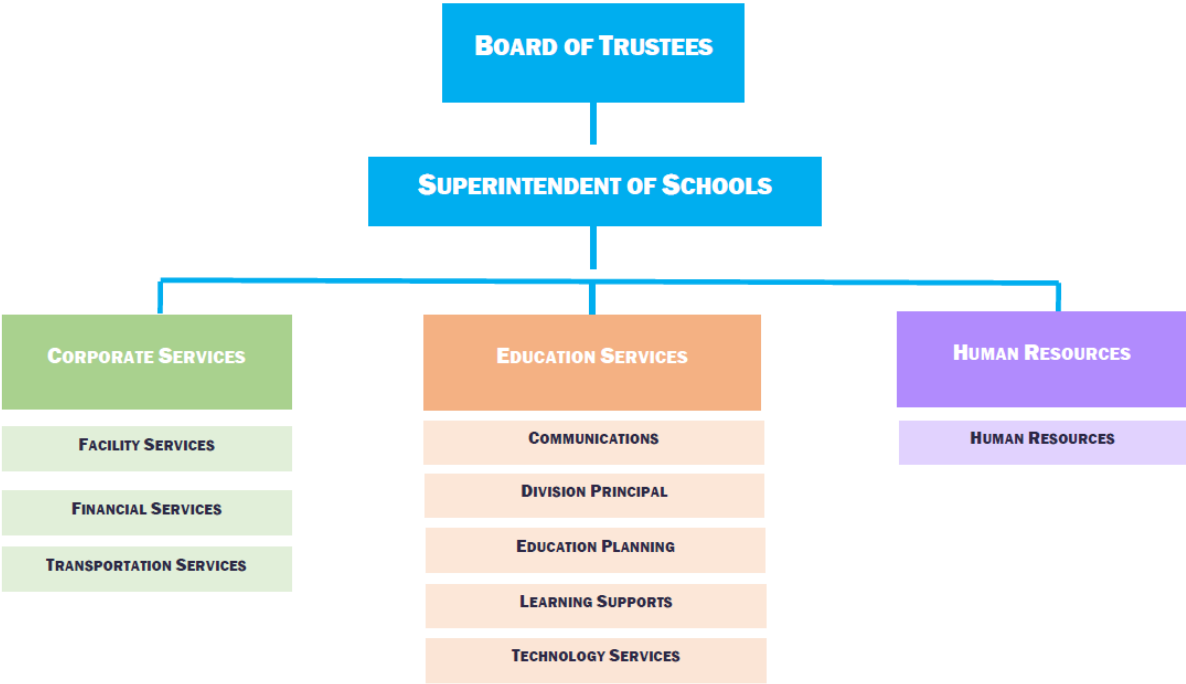 BOARD OF TRUSTEES
SUPERINTENDENT OF SCHOOLS
CORPORATE SERVICES
EDUCATION SERVICES
HUMAN RESOURCES
FACILITY SERVICES
FINANCIAL SERVICES
TRANSPORTATION SERVICES
COMMUNICATIONS
DIVISION PRINCIPAL
EDUCATION PLANNING
LEARNING SUPPORTS
TECHNOLOGY SERVICES
HUMAN RESOURCES